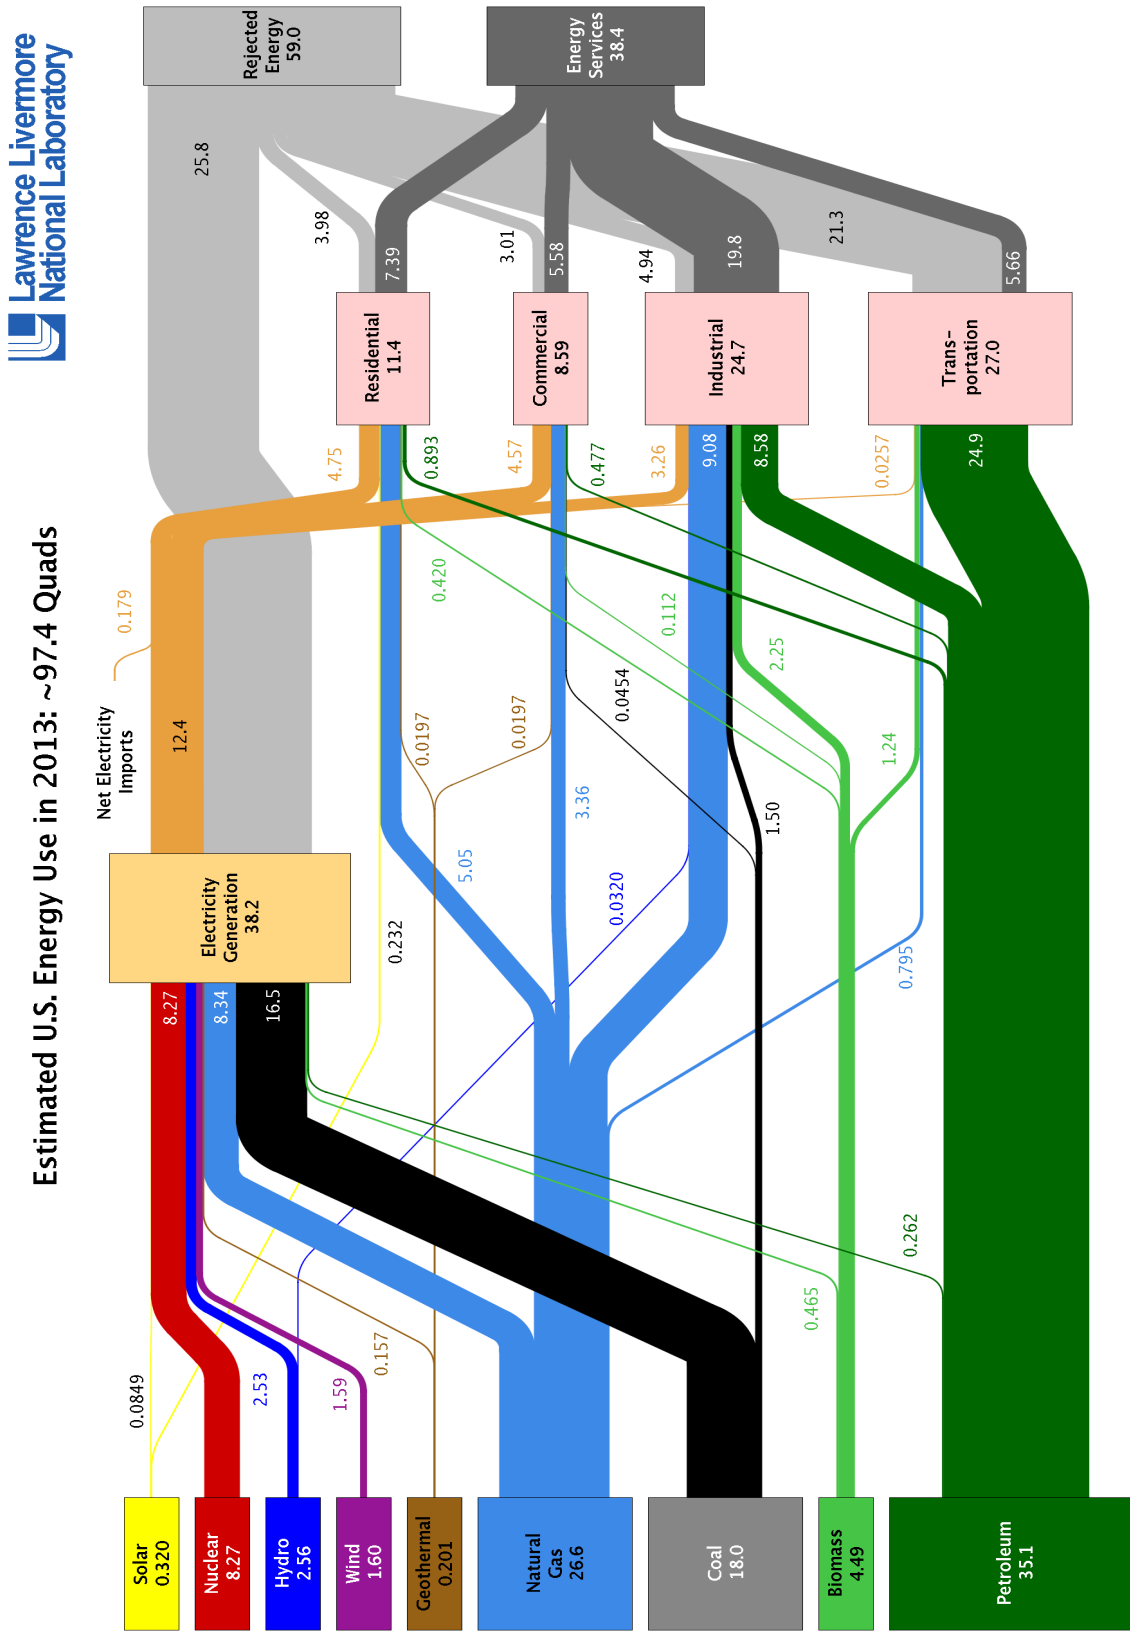 Estimated U.S. Energy Use in 2013: ~97.4 Quads
Lawrence Livermore
National Laboratory
Net Electricity
Imports
0.179
Solar
0.320
Nuclear
8.27
Hydro
2.56
Wind
1.60
Geothermal
0.201
Natural
Gas
26.6
Coal
18.0
Biomass
4.49
Petroleum
35.1
0.0849
2.53
1.59
0.157
0.465
0.262
8.27
8.34
16.5
Electricity
Generation
38.2
0.232
5.05
0.0320
0.795
12.4
0.0197
0.0197
3.36
0.0454
1.50
1.24
0.420
0.112
2.25
4.75
0.893
4.57
0.477
3.26
9.08
8.58
0.0257
24.9
Residential
11.4
Commercial
8.59
Industrial
24.7
Trans-
portation
27.0
25.8
3.98
7.39
3.01
5.58
4.94
19.8
21.3
5.66
Rejected
Energy
59.0
Energy
Services
38.4